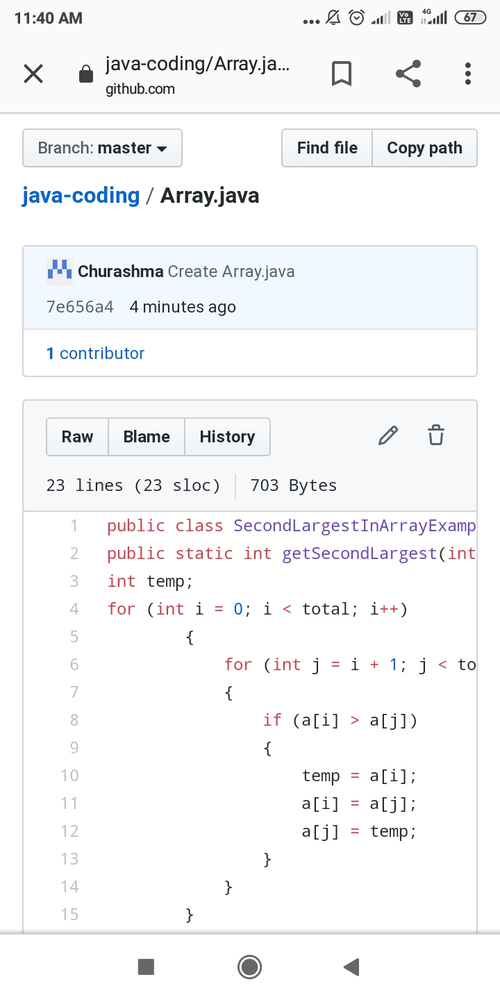 11:40 AM
Vo LTE 4G 67
java-coding/Array.ja...
github.com
Branch: master
Find file Copy path
java-coding / Array.java
Churashma Create Array.java
7e656a4 4 minutes ago
1 contributor
Raw Blame History
23 lines (23 sloc) 703 Bytes
1 public class SecondLargestInArrayExamp
2 public static int getSecondLargest(int
3 int temp;
4 for (int i = 0; i < total; i++)
5 {
6 for (int j = i + 1; j < to
7 {
8 if (a[i] > a[j])
9 {
10 temp = a[i];
11 a[i] = a[j];
12 a[j] = temp;
13 }
14 }
15 }